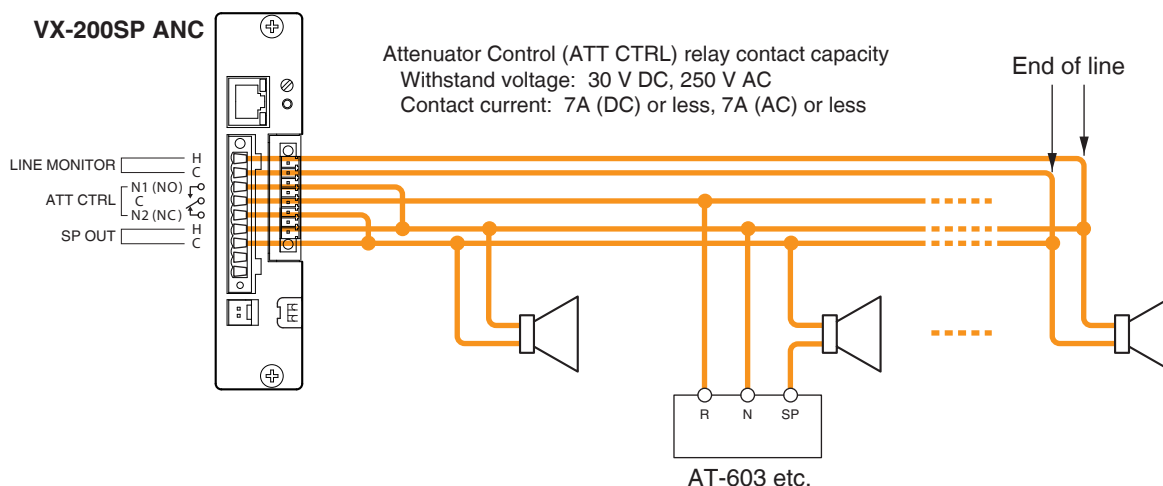 VX-200SP ANC
Attenuator Control (ATT CTRL) relay contact capacity
Withstand voltage: 30 V DC, 250 V AC
Contact current: 7A (DC) or less, 7A (AC) or less
End of line
LINE MONITOR
H
C
ATT CTRL
N1 (NO)
C
N2 (NC)
SP OUT
H
C
R N SP
AT-603 etc.